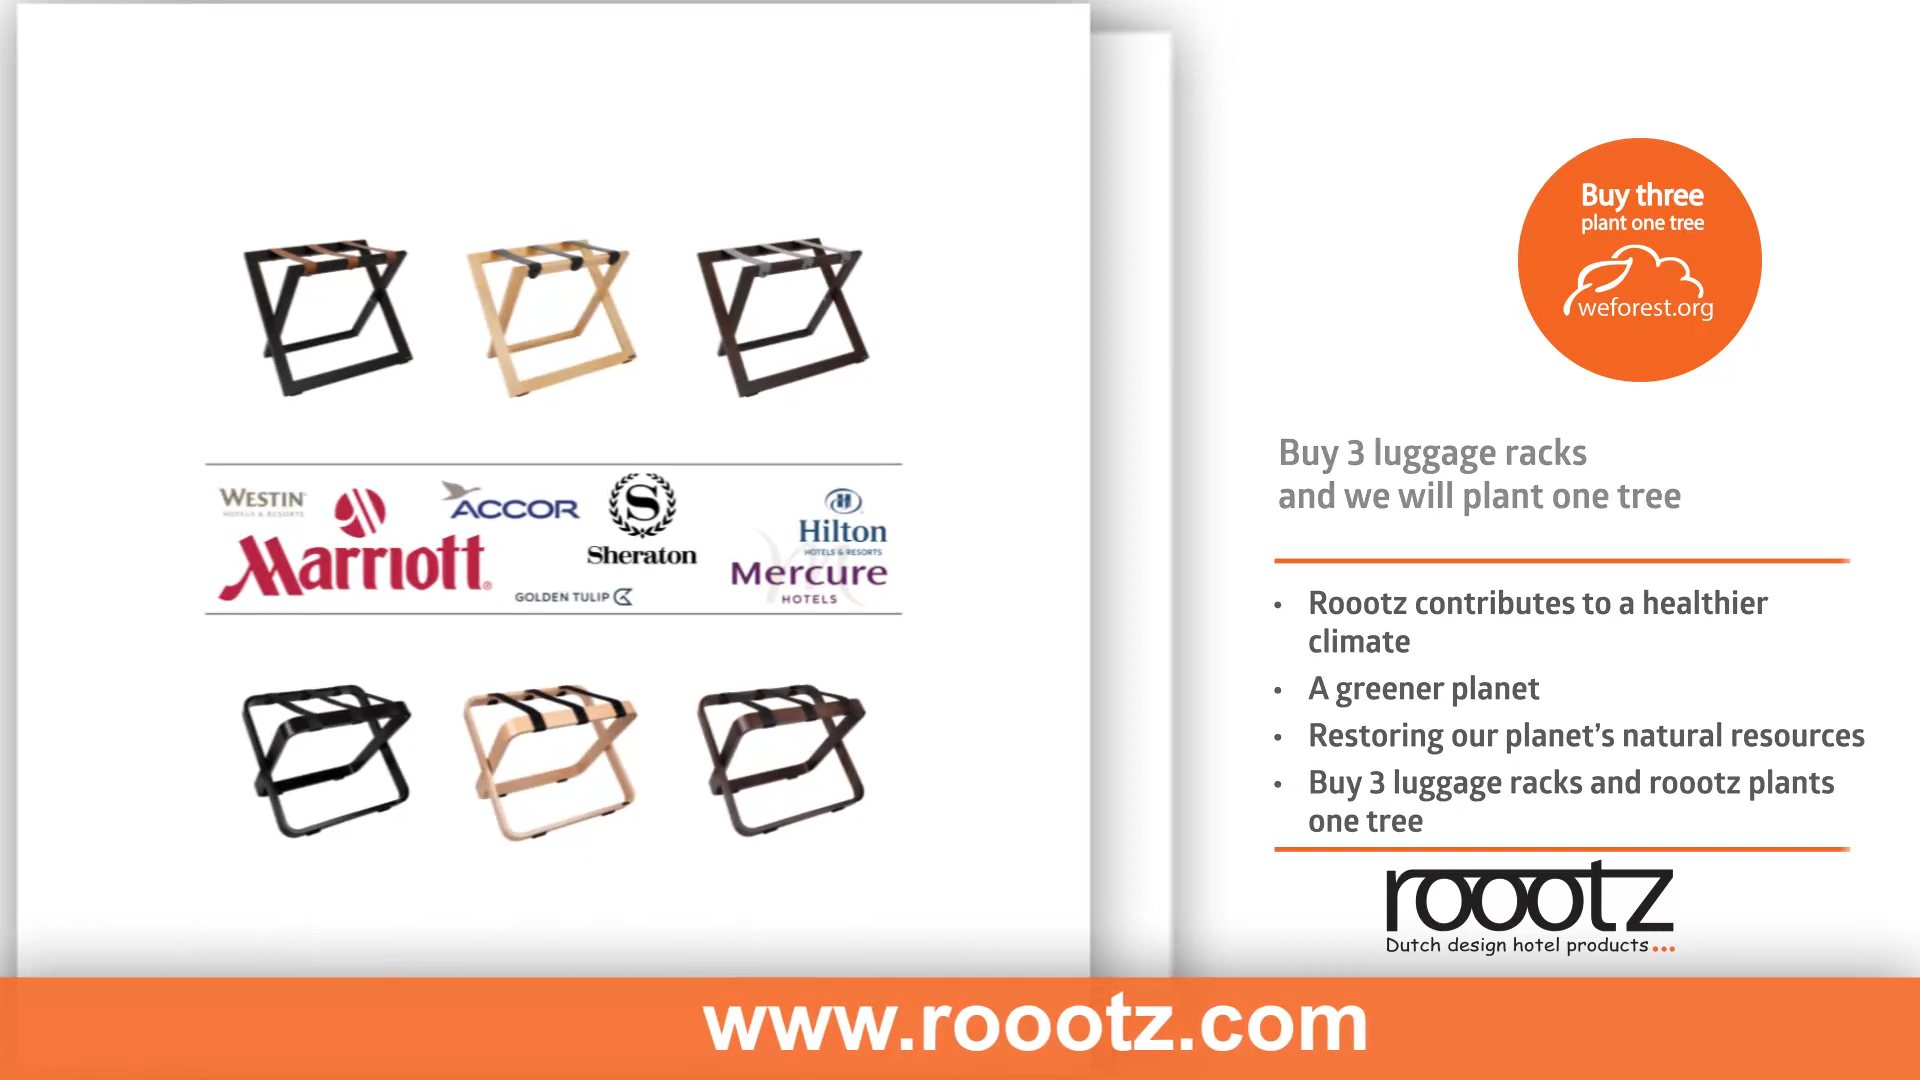 Buy three
plant one tree
weforest.org
Buy 3 luggage racks
and we will plant one tree
WESTIN
HOTELS & RESORTS
Marriott®
ACCOR
Sheraton
GOLDEN TULIP
Hilton
HOTELS & RESORTS
Mercure
HOTELS
• Roootz contributes to a healthier
climate
• A greener planet
• Restoring our planet’s natural resources
• Buy 3 luggage racks and roootz plants
one tree
roootz
Dutch design hotel products...
www.roootz.com